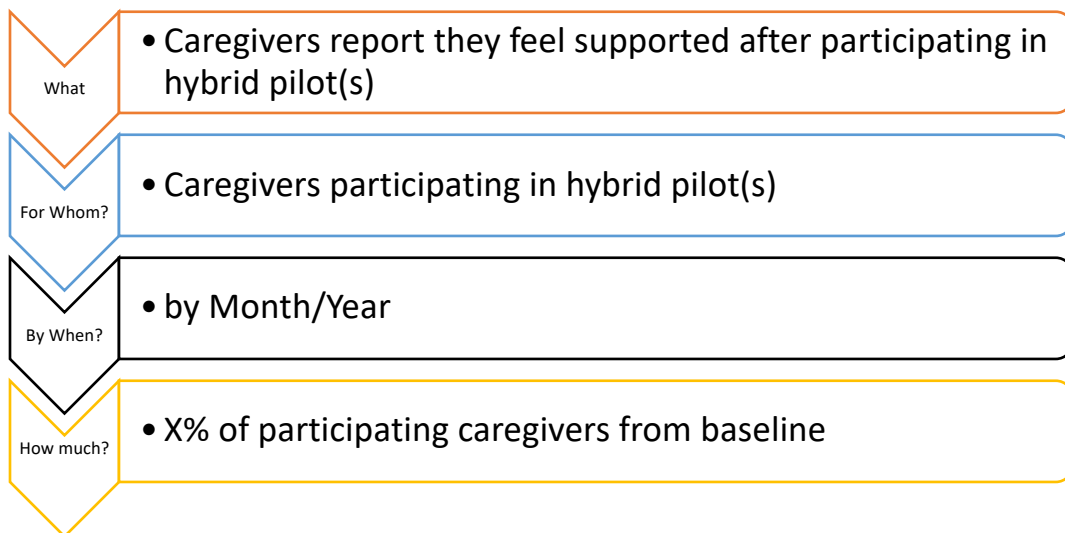 What
• Caregivers report they feel supported after participating in
hybrid pilot(s)
For Whom?
• Caregivers participating in hybrid pilot(s)
By When?
• by Month/Year
How much?
• X% of participating caregivers from baseline